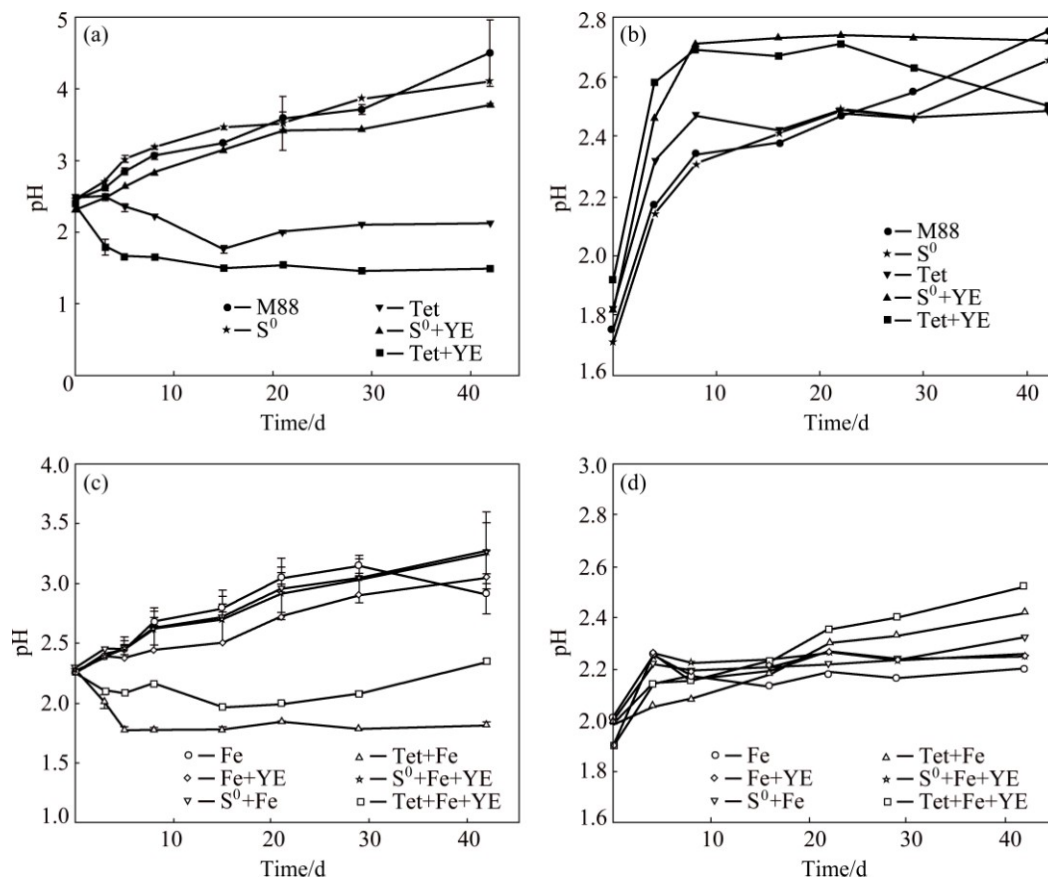 (a)
pH
5
4
3
2
1
0
10
20
30
40
Time/d
M88
S⁰
Tet
S⁰+YE
Tet+YE
(b)
pH
2.8
2.6
2.4
2.2
2.0
1.8
1.6
10
20
30
40
Time/d
M88
S⁰
Tet
S⁰+YE
Tet+YE
(c)
pH
4.0
3.5
3.0
2.5
2.0
1.5
1.0
10
20
30
40
Time/d
Fe
Fe+YE
S⁰+Fe
Tet+Fe
S⁰+Fe+YE
Tet+Fe+YE
(d)
pH
3.0
2.8
2.6
2.4
2.2
2.0
1.8
1.6
10
20
30
40
Time/d
Fe
Fe+YE
S⁰+Fe
Tet+Fe
S⁰+Fe+YE
Tet+Fe+YE